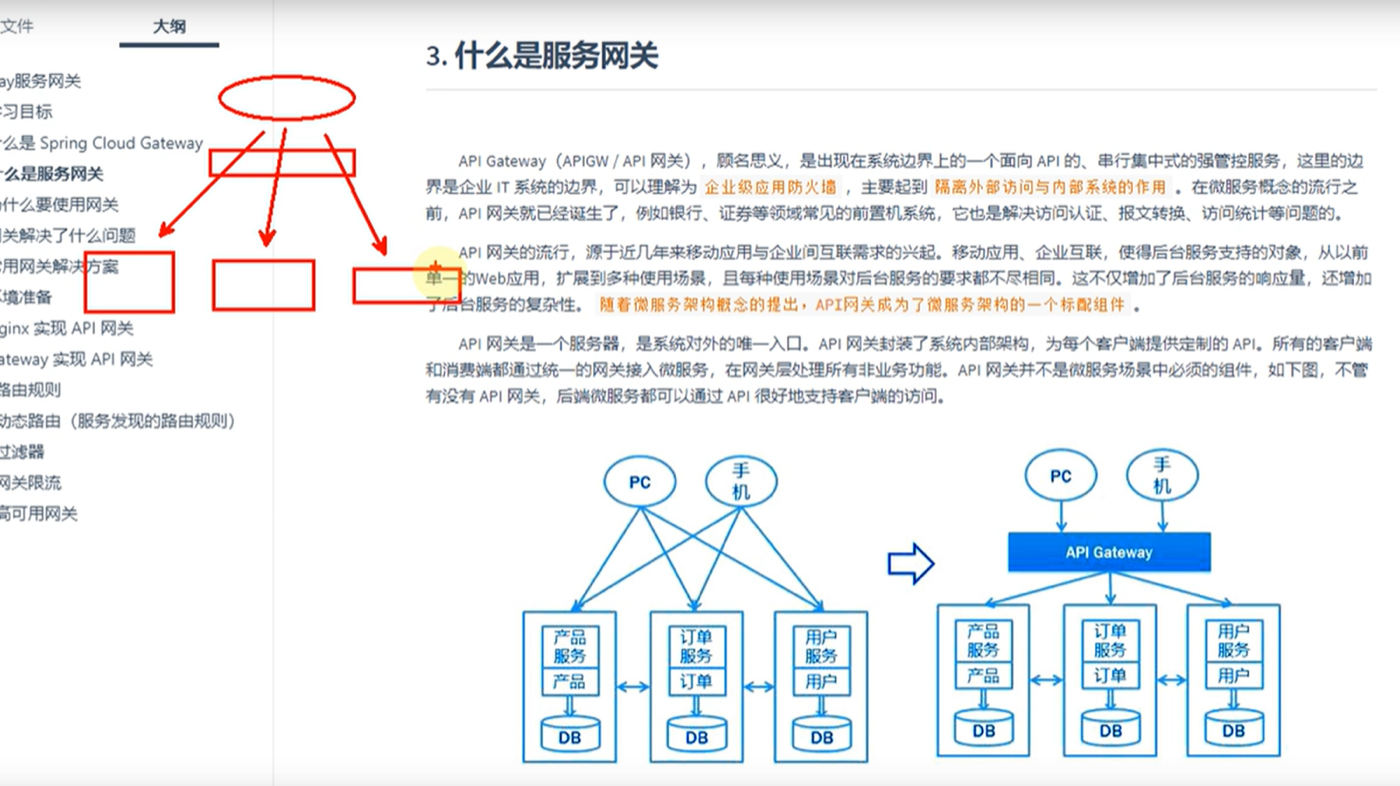 文件
大纲
ay服务网关
学习目标
什么是 Spring Cloud Gateway
什么是服务网关
为什么要使用网关
网关解决了什么问题
常用网关解决方案
环境准备
ginx 实现 API 网关
ateway 实现 API 网关
路由规则
动态路由（服务发现的路由规则）
过滤器
网关限流
高可用网关
3. 什么是服务网关
API Gateway（APIGW / API 网关），顾名思义，是出现在系统边界上的一个面向 API 的、串行集中式的强管控服务，这里的边
界是企业 IT 系统的边界，可以理解为 企业级应用防火墙 ，主要起到 隔离外部访问与内部系统的作用 。在微服务概念的流行之
前，API 网关就已经诞生了，例如银行、证券等领域常见的前置机系统，它也是解决访问认证、报文转换、访问统计等问题的。
API 网关的流行，源于近几年来移动应用与企业间互联需求的兴起。移动应用、企业互联，使得后台服务支持的对象，从以前
单一的Web应用，扩展到多种使用场景，且每种使用场景对后台服务的要求都不尽相同。这不仅增加了后台服务的响应量，还增加
了后台服务的复杂性。 随着微服务架构概念的提出，API网关成为了微服务架构的一个标配组件 。
API 网关是一个服务器，是系统对外的唯一入口。API 网关封装了系统内部架构，为每个客户端提供定制的 API。所有的客户端
和消费端都通过统一的网关接入微服务，在网关层处理所有非业务功能。API 网关并不是微服务场景中必须的组件，如下图，不管
有没有 API 网关，后端微服务都可以通过 API 很好地支持客户端的访问。
PC
手
机
产品
服务
产品
DB
订单
服务
订单
DB
用户
服务
用户
DB
PC
手
机
API Gateway
产品
服务
产品
DB
订单
服务
订单
DB
用户
服务
用户
DB